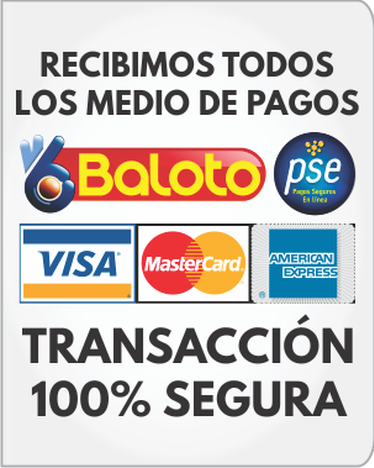 RECIBIMOS TODOS
LOS MEDIO DE PAGOS
Baloto
pse
Pagos Seguros
En Línea
VISA
MasterCard
AMERICAN
EXPRESS
TRANSACCIÓN
100% SEGURA